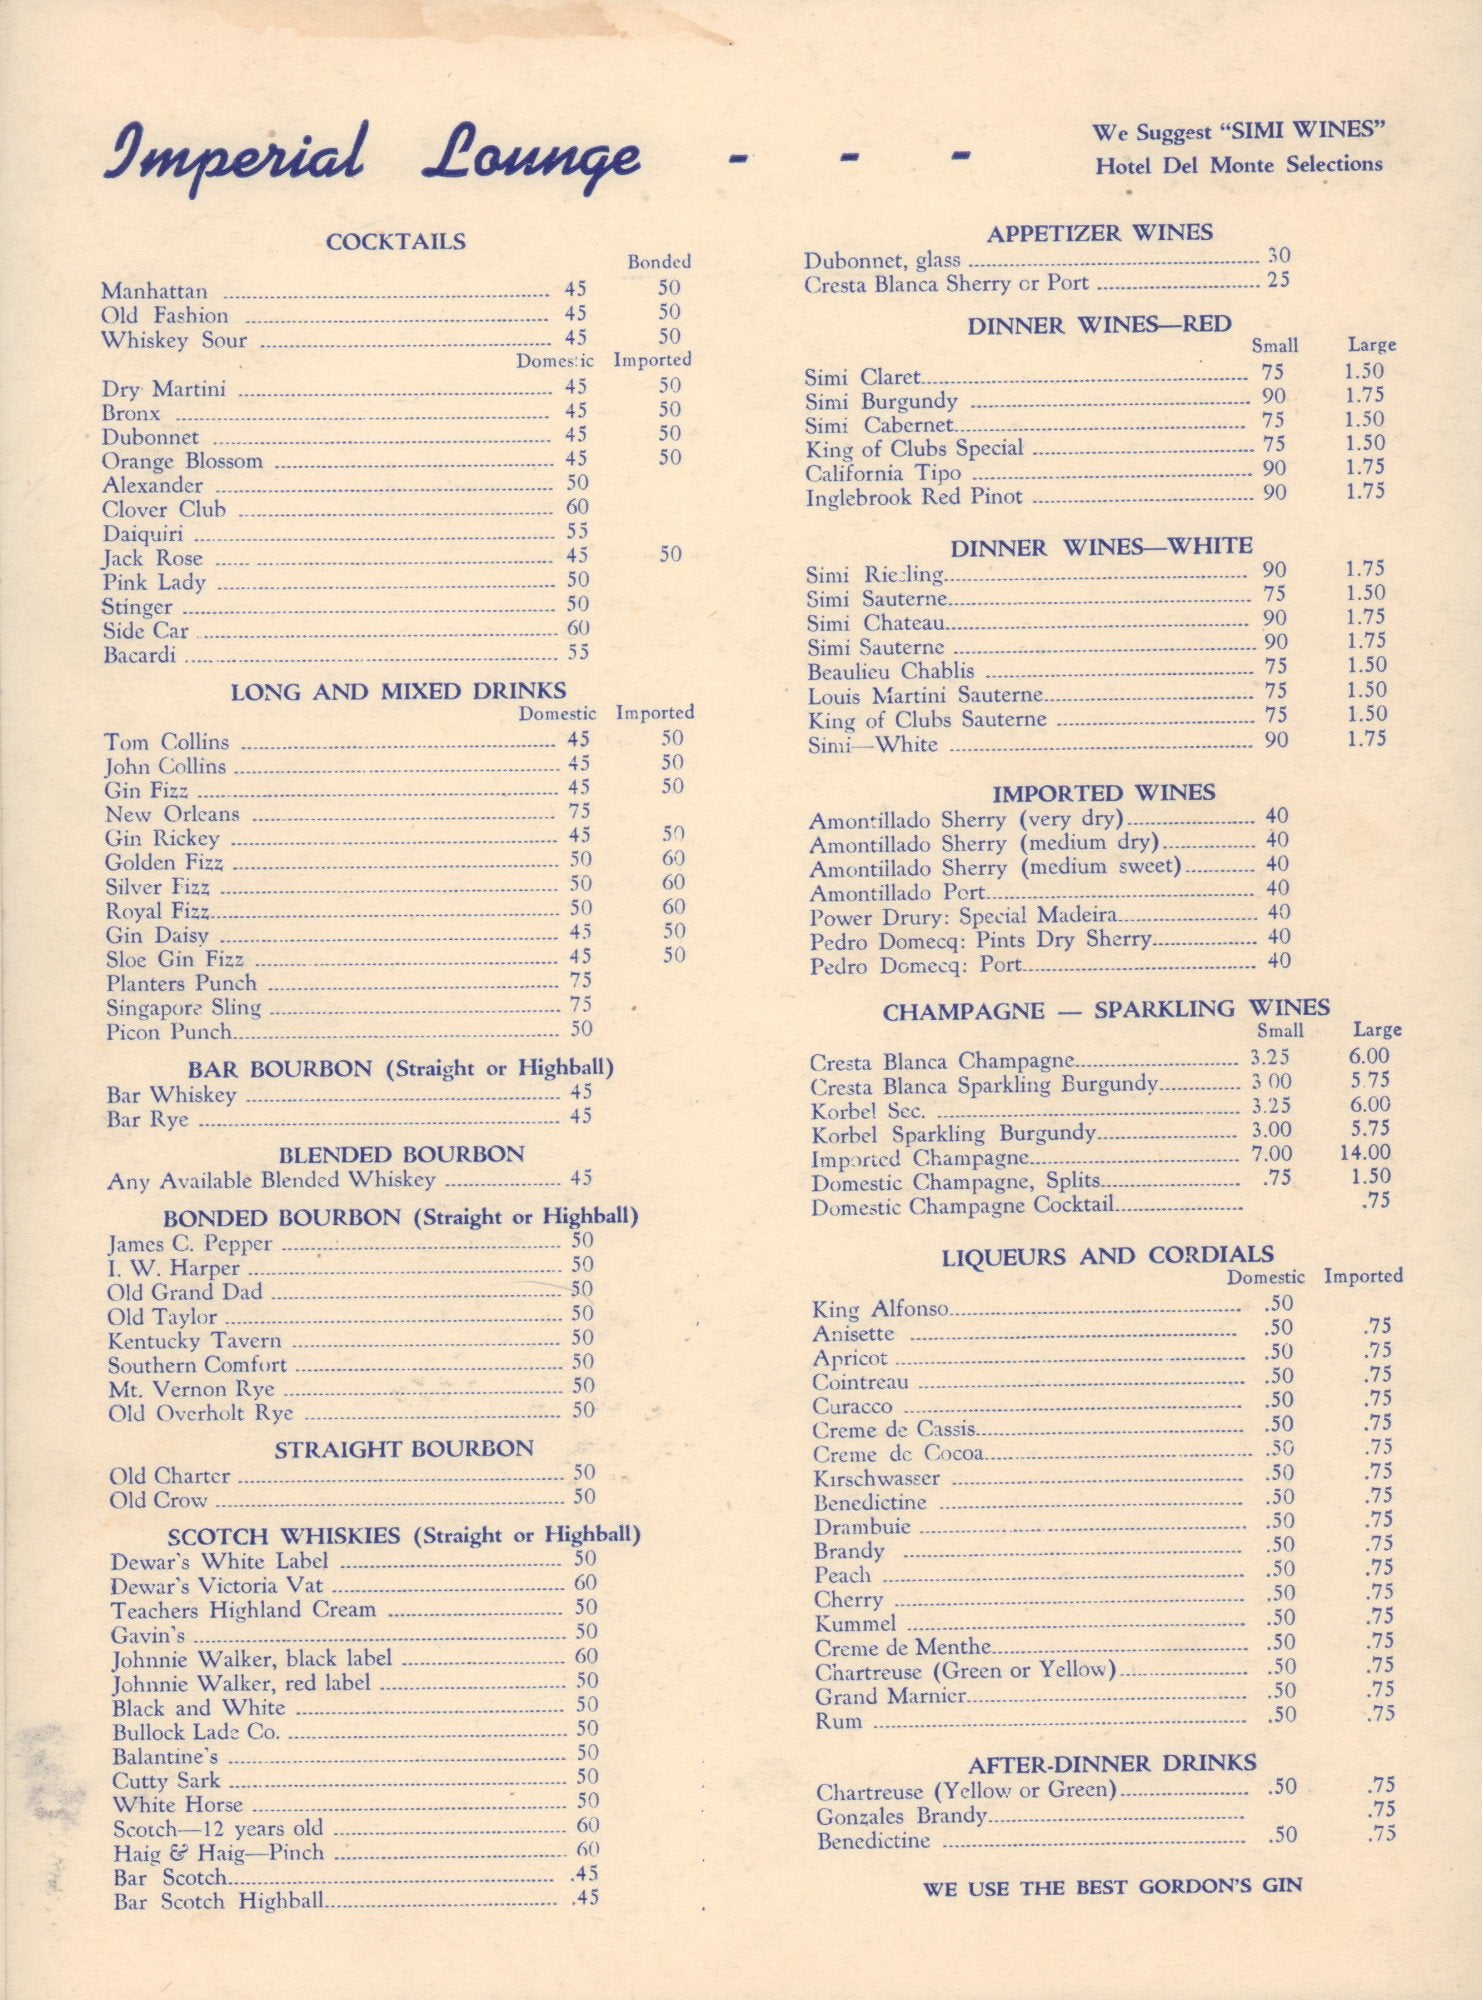 Imperial Lounge - - -
We Suggest "SIMI WINES"
Hotel Del Monte Selections
COCKTAILS
Bonded
Manhattan 45 50
Old Fashion 45 50
Whiskey Sour 45 50
Domestic Imported
Dry Martini 45 50
Bronx 45 50
Dubonnet 45 50
Orange Blossom 45 50
Alexander 50
Clover Club 60
Daiquiri 55
Jack Rose 45 50
Pink Lady 50
Stinger 50
Side Car 60
Bacardi 55
LONG AND MIXED DRINKS
Domestic Imported
Tom Collins 45 50
John Collins 45 50
Gin Fizz 45 50
New Orleans 75
Gin Rickey 45 50
Golden Fizz 50 60
Silver Fizz 50 60
Royal Fizz 50 60
Gin Daisy 45 50
Sloe Gin Fizz 45 50
Planters Punch 75
Singapore Sling 75
Picon Punch 50
BAR BOURBON (Straight or Highball)
Bar Whiskey 45
Bar Rye 45
BLENDED BOURBON
Any Available Blended Whiskey 45
BONDED BOURBON (Straight or Highball)
James C. Pepper 50
I. W. Harper 50
Old Grand Dad 50
Old Taylor 50
Kentucky Tavern 50
Southern Comfort 50
Mt. Vernon Rye 50
Old Overholt Rye 50
STRAIGHT BOURBON
Old Charter 50
Old Crow 50
SCOTCH WHISKIES (Straight or Highball)
Dewar's White Label 50
Dewar's Victoria Vat 60
Teachers Highland Cream 50
Gavin's 50
Johnnie Walker, black label 60
Johnnie Walker, red label 50
Black and White 50
Bullock Lade Co. 50
Balantine's 50
Cutty Sark 50
White Horse 50
Scotch—12 years old 60
Haig & Haig—Pinch 60
Bar Scotch .45
Bar Scotch Highball .45
APPETIZER WINES
Dubonnet, glass 30
Cresta Blanca Sherry or Port 25
DINNER WINES—RED
Small Large
Simi Claret 75 1.50
Simi Burgundy 90 1.75
Simi Cabernet 75 1.50
King of Clubs Special 75 1.50
California Tipo 90 1.75
Inglebrook Red Pinot 90 1.75
DINNER WINES—WHITE
Simi Riesling 90 1.75
Simi Sauterne 75 1.50
Simi Chateau 90 1.75
Simi Sauterne 90 1.75
Beaulieu Chablis 75 1.50
Louis Martini Sauterne 75 1.50
King of Clubs Sauterne 75 1.50
Simi—White 90 1.75
IMPORTED WINES
Amontillado Sherry (very dry) 40
Amontillado Sherry (medium dry) 40
Amontillado Sherry (medium sweet) 40
Amontillado Port 40
Power Drury: Special Madeira 40
Pedro Domecq: Pints Dry Sherry 40
Pedro Domecq: Port 40
CHAMPAGNE — SPARKLING WINES
Small Large
Cresta Blanca Champagne 3.25 6.00
Cresta Blanca Sparkling Burgundy 3 00 5.75
Korbel Sec. 3.25 6.00
Korbel Sparkling Burgundy 3.00 5.75
Imported Champagne 7.00 14.00
Domestic Champagne, Splits .75 1.50
Domestic Champagne Cocktail .75
LIQUEURS AND CORDIALS
Domestic Imported
King Alfonso .50
Anisette .50 .75
Apricot .50 .75
Cointreau .50 .75
Curacco .50 .75
Creme de Cassis .50 .75
Creme de Cocoa .50 .75
Kirschwasser .50 .75
Benedictine .50 .75
Drambuie .50 .75
Brandy .50 .75
Peach .50 .75
Cherry .50 .75
Kummel .50 .75
Creme de Menthe .50 .75
Chartreuse (Green or Yellow) .50 .75
Grand Marnier .50 .75
Rum .50 .75
AFTER-DINNER DRINKS
Chartreuse (Yellow or Green) .50 .75
Gonzales Brandy .75
Benedictine .50 .75
WE USE THE BEST GORDON'S GIN